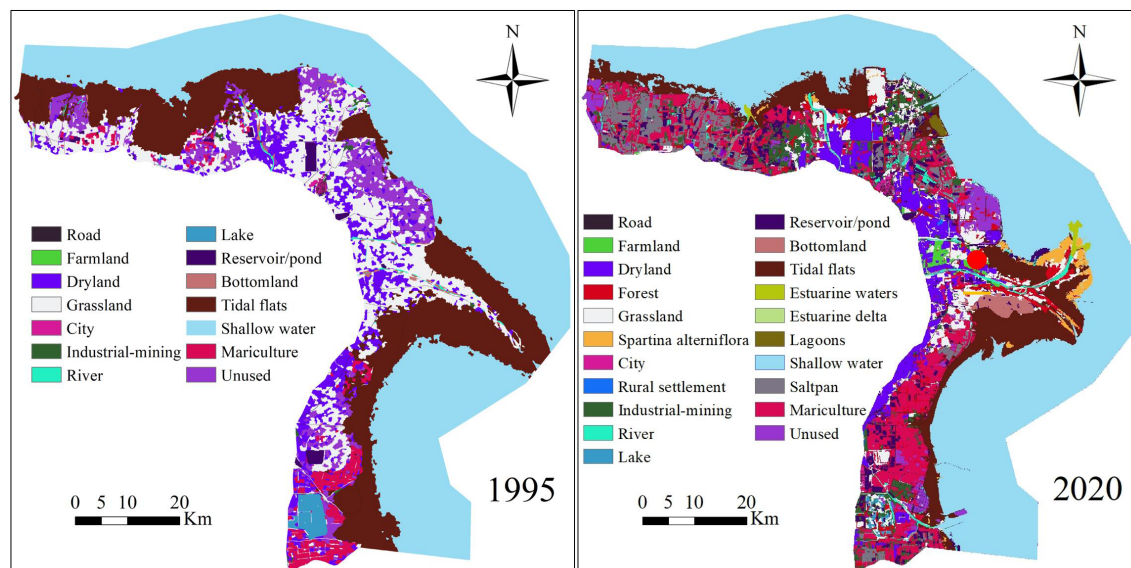 N
Road
Farmland
Dryland
Grassland
City
Industrial-mining
River
Lake
Reservoir/pond
Bottomland
Tidal flats
Shallow water
Mariculture
Unused
0 5 10 20
Km
1995
N
Road
Farmland
Dryland
Forest
Grassland
Spartina alterniflora
City
Rural settlement
Industrial-mining
River
Lake
Reservoir/pond
Bottomland
Tidal flats
Estuarine waters
Estuarine delta
Lagoons
Shallow water
Saltpan
Mariculture
Unused
0 5 10 20
Km
2020